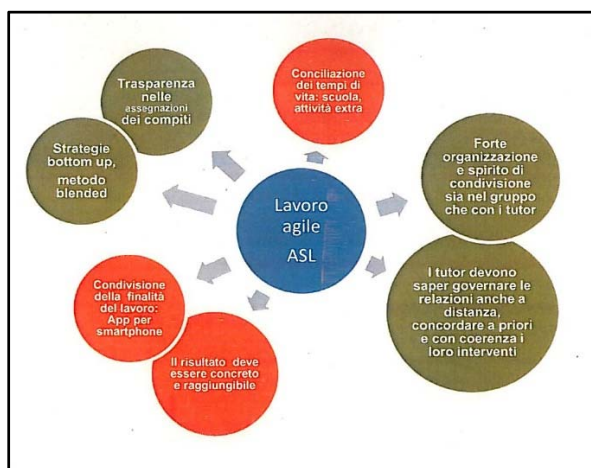 Trasparenza
nelle
assegnazioni
dei compiti
Strategie
bottom up,
metodo
blended
Conciliazione
dei tempi di
vita: scuola,
attività extra
Forte
organizzazione
e spirito di
condivisione
sia nel gruppo
che con i tutor
Lavoro
agile
ASL
I tutor devono
saper governare le
relazioni anche a
distanza,
concordare a priori
e con coerenza i
loro interventi
Condivisione
della finalità
del lavoro:
App per
smartphone
Il risultato deve
essere concreto
e raggiungibile